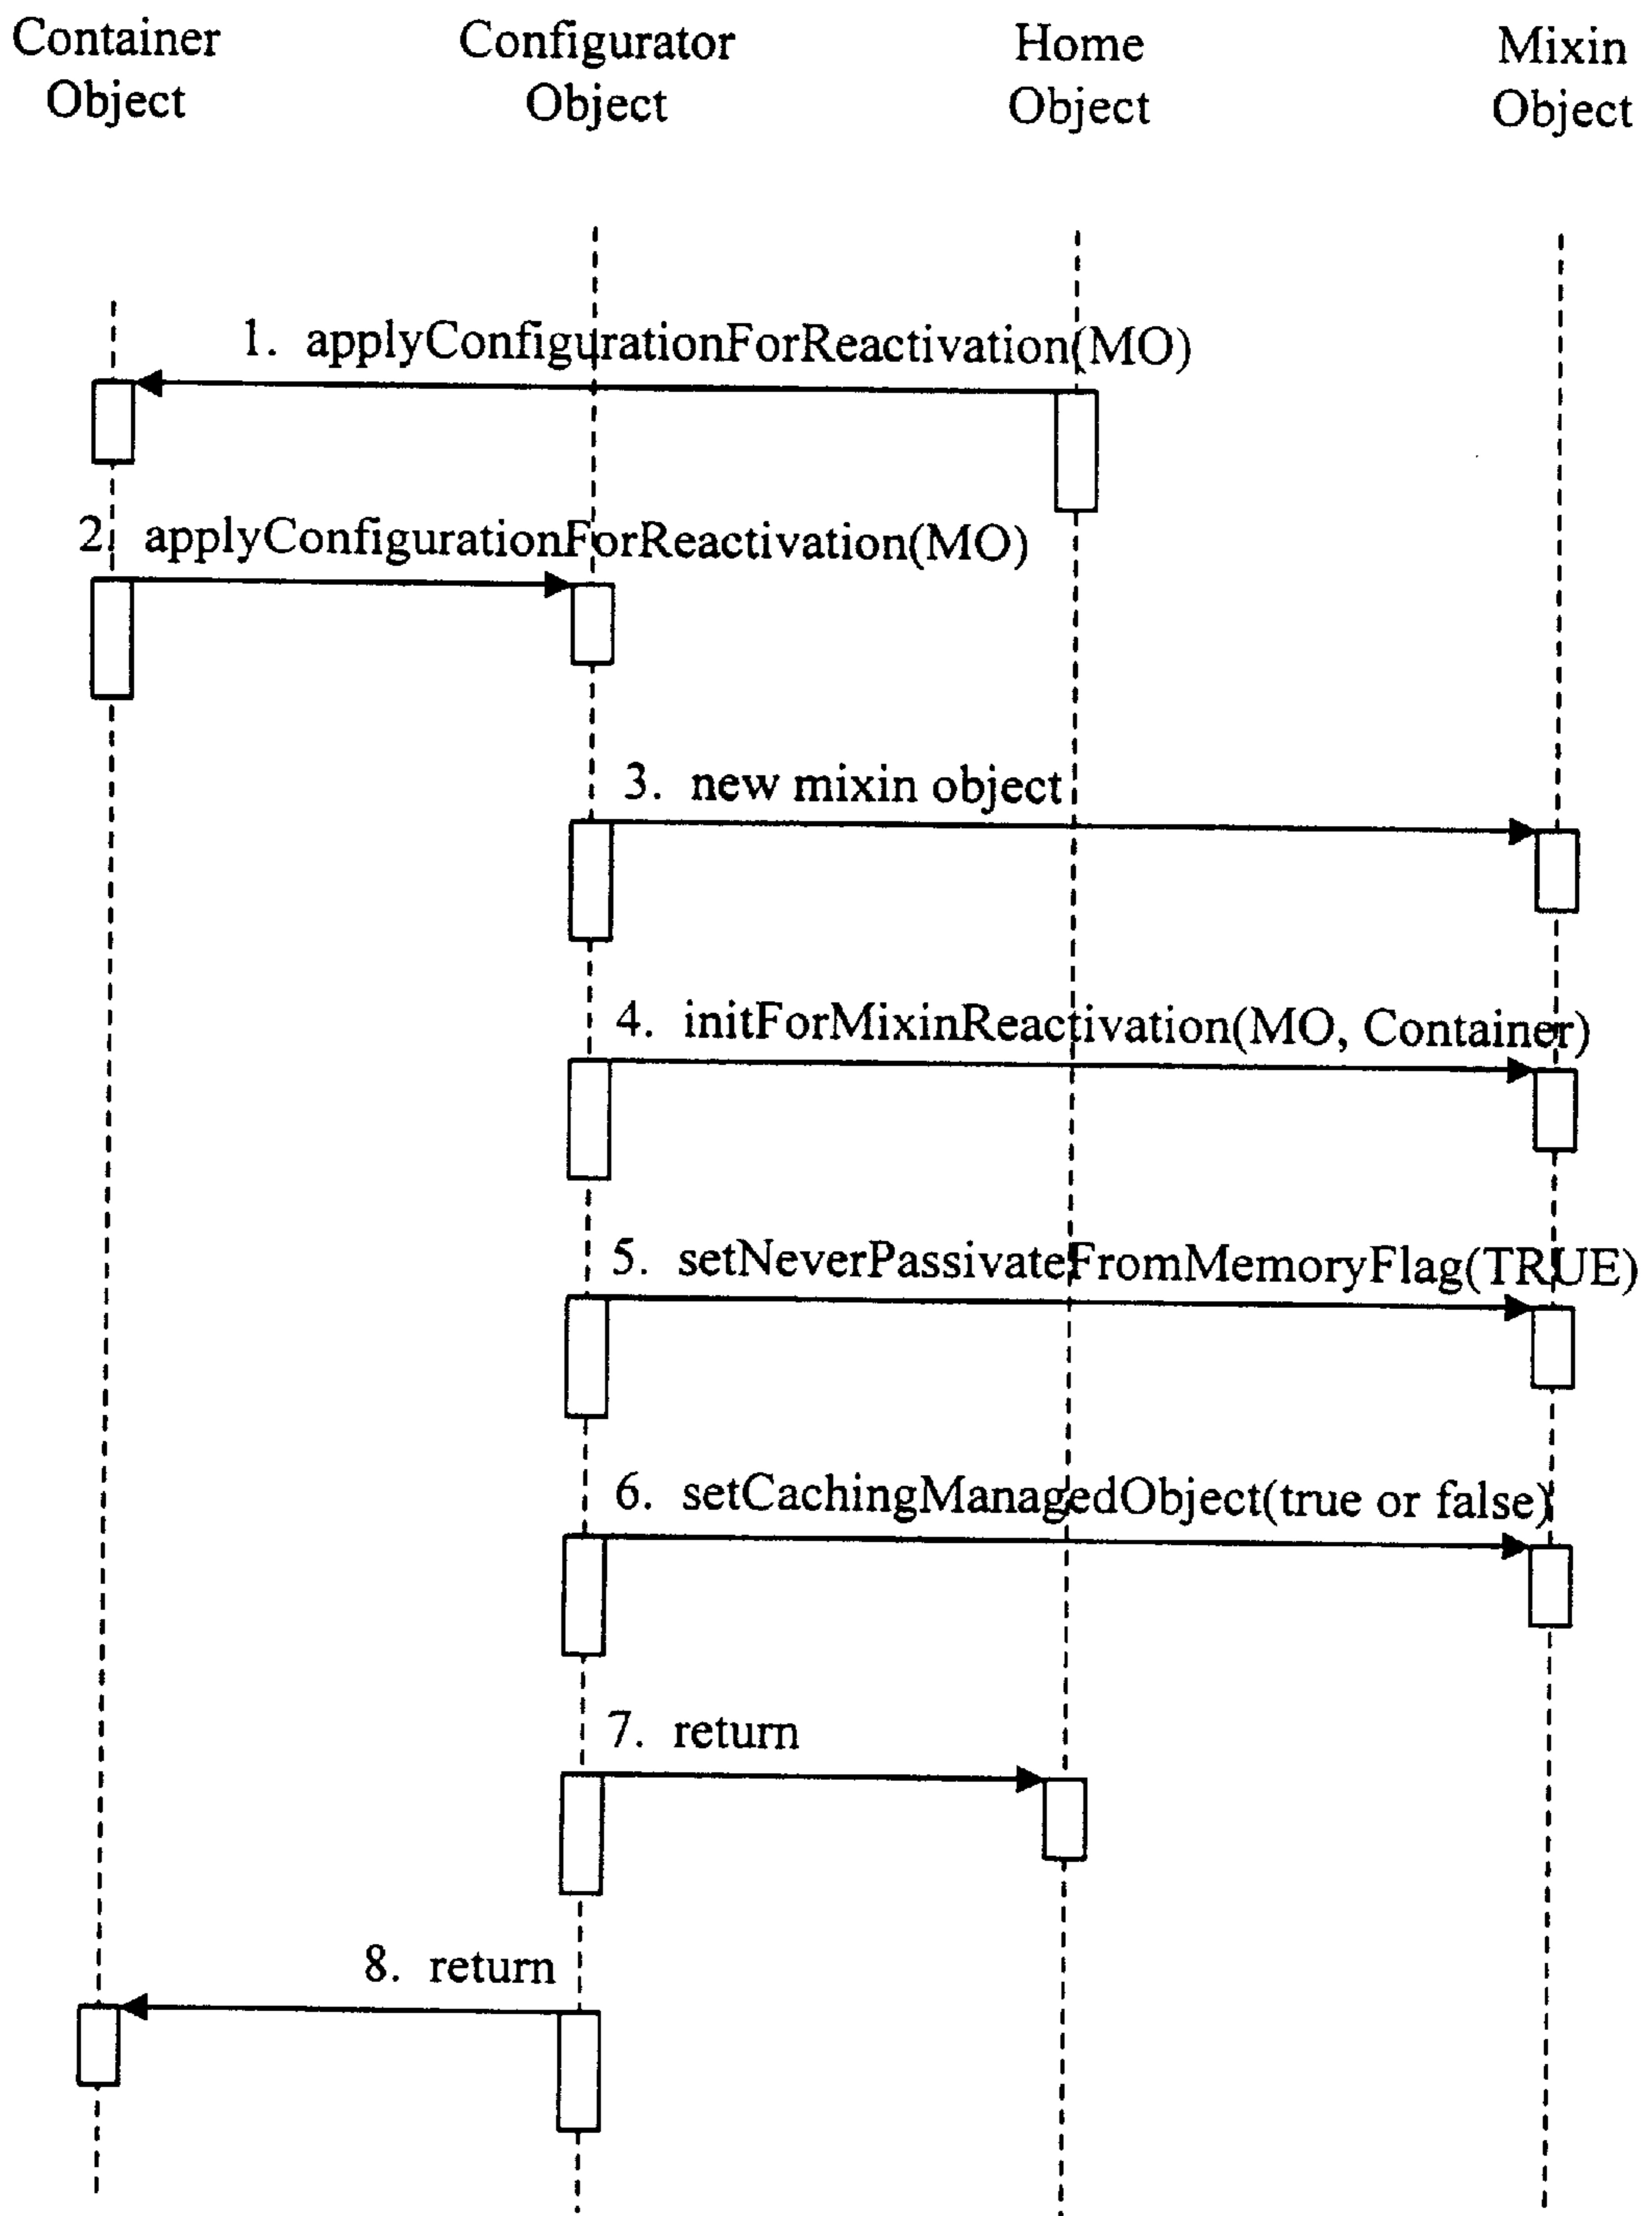 Container Object
Configurator Object
Home Object
Mixin Object
1. applyConfigurationForReactivation(MO)
2. applyConfigurationForReactivation(MO)
3. new mixin object
4. initForMixinReactivation(MO, Container)
5. setNeverPassivateFromMemoryFlag(TRUE)
6. setCachingManagedObject(true or false)
7. return
8. return